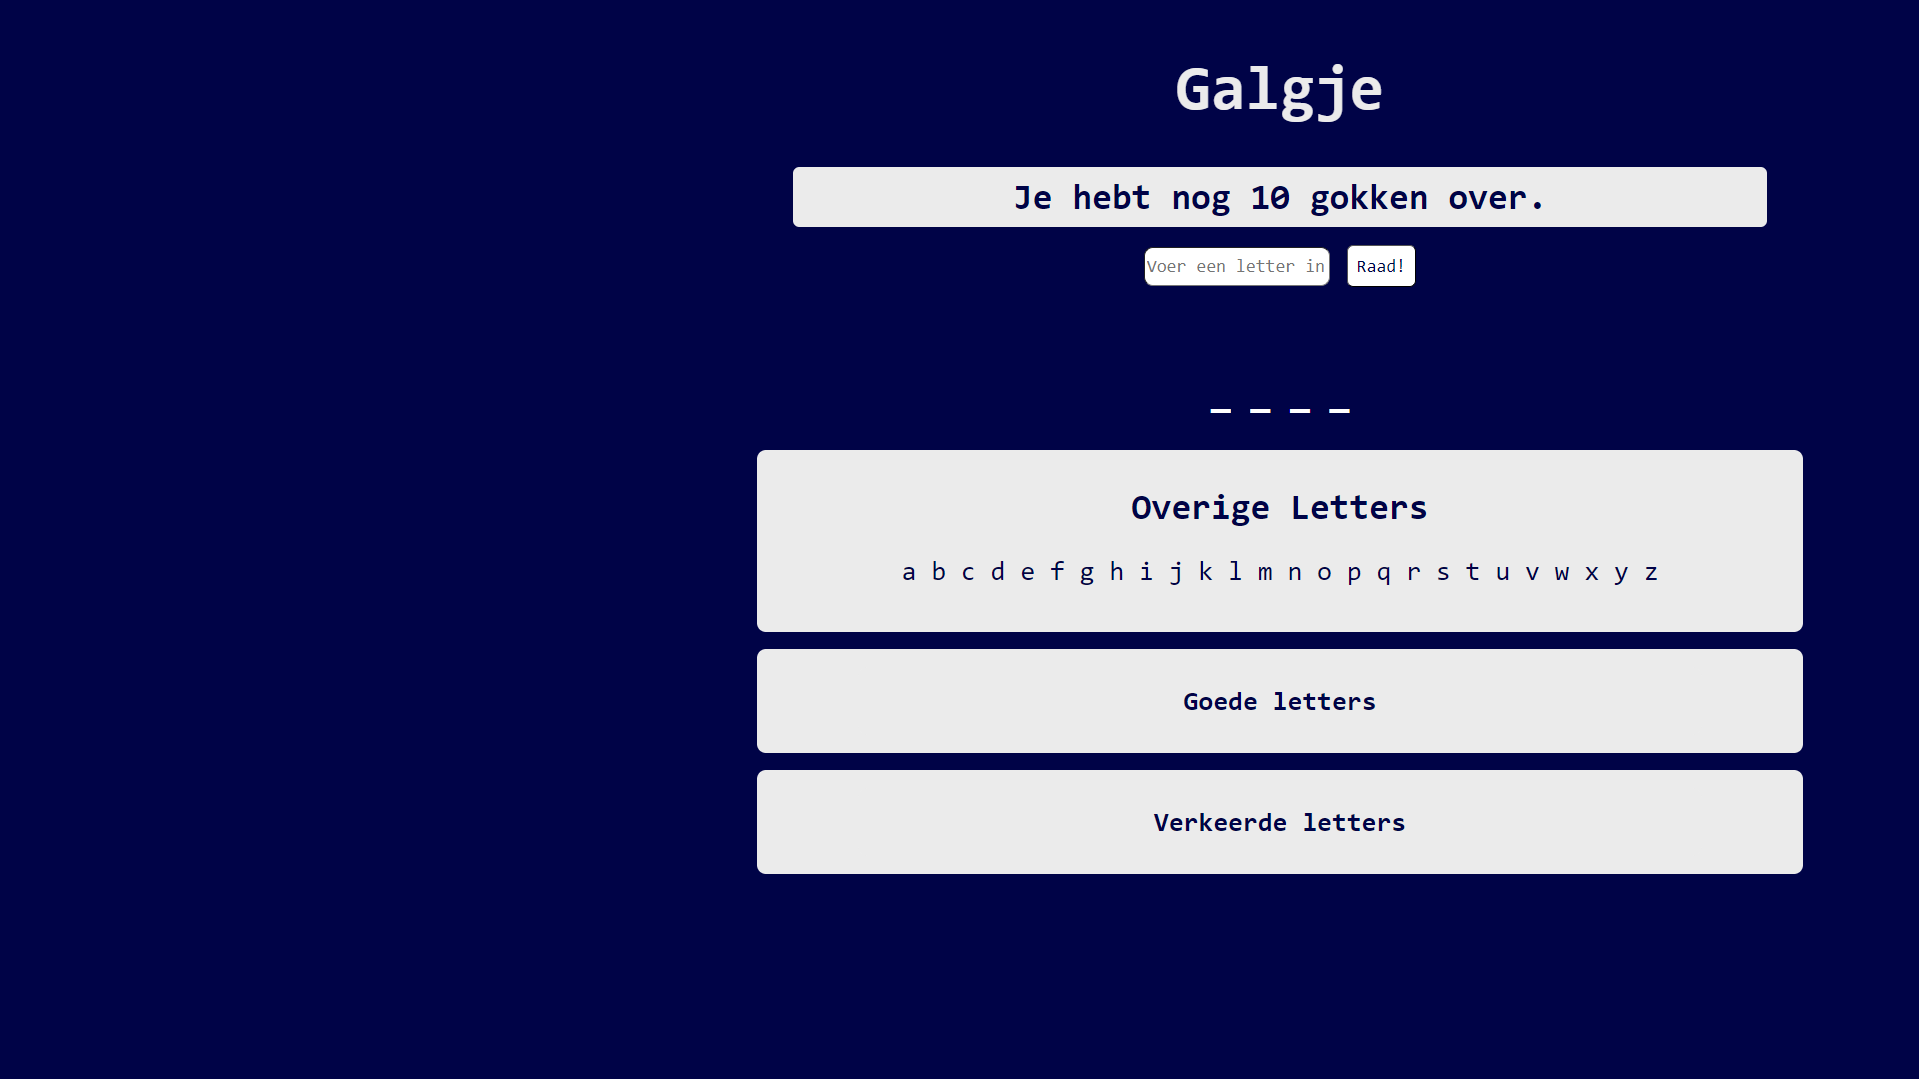 Galgje
Je hebt nog 10 gokken over.
Voer een letter in
Raad!
_ _ _ _
Overige Letters
a b c d e f g h i j k l m n o p q r s t u v w x y z
Goede letters
Verkeerde letters